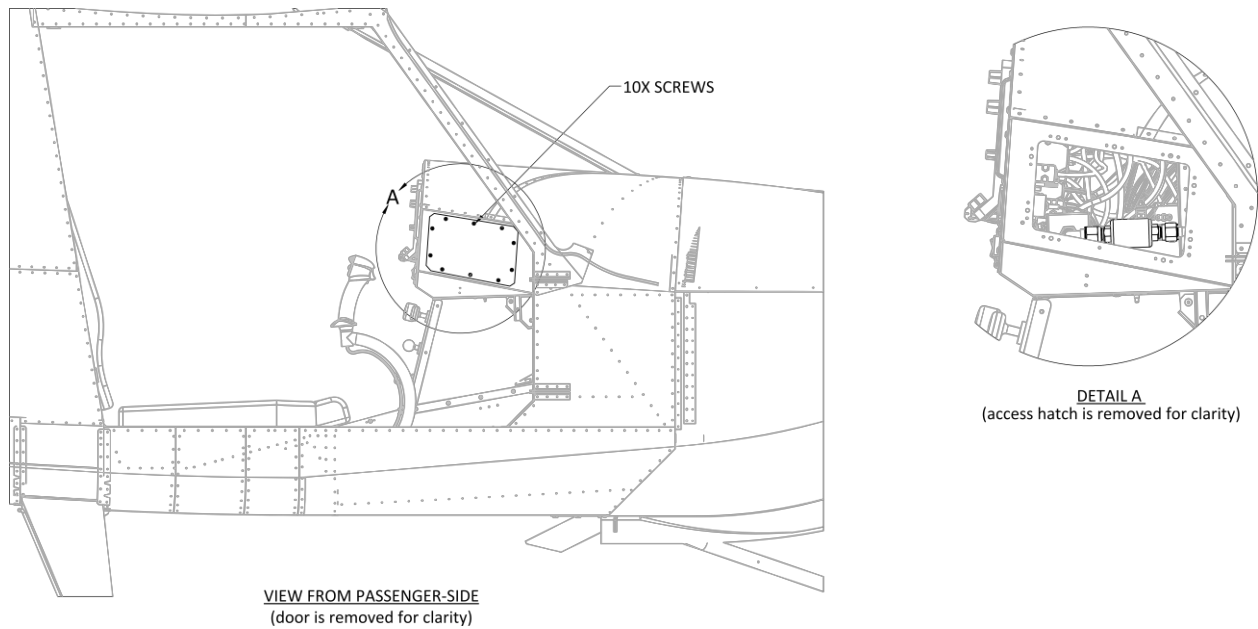 10X SCREWS
A
VIEW FROM PASSENGER-SIDE
(door is removed for clarity)
DETAIL A
(access hatch is removed for clarity)